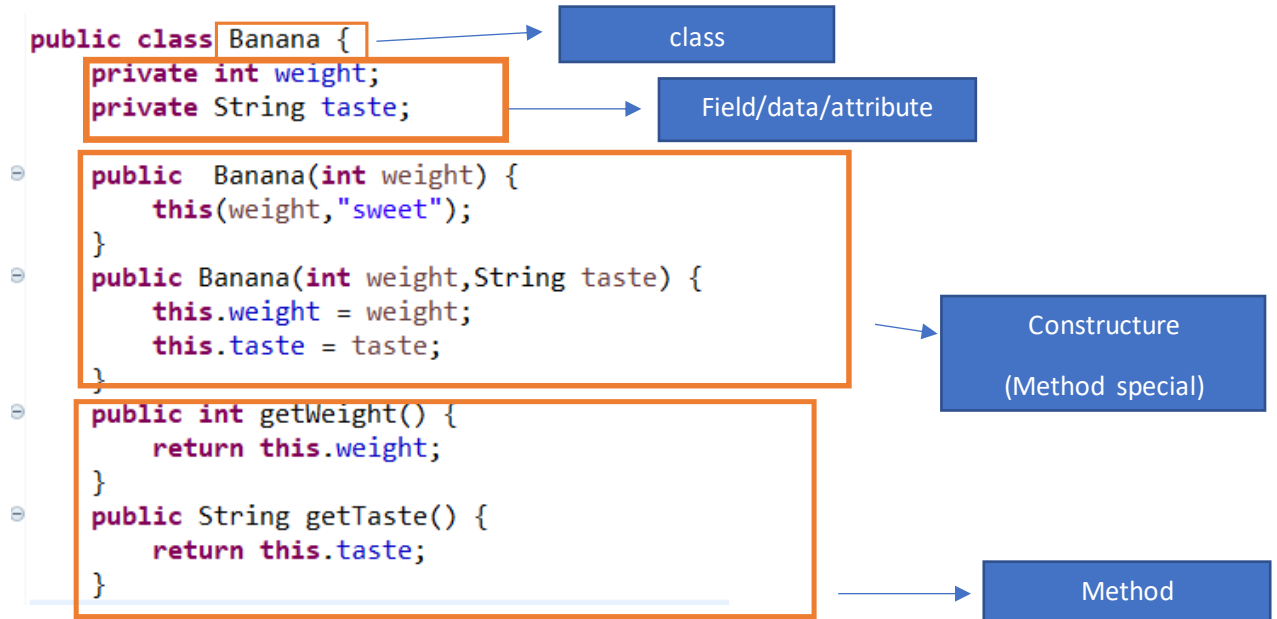 public class Banana {
class
private int weight;
private String taste;
Field/data/attribute
public  Banana(int weight) {
this(weight,"sweet");
}
public Banana(int weight,String taste) {
this.weight = weight;
this.taste = taste;
}
Constructure
(Method special)
public int getWeight() {
return this.weight;
}
public String getTaste() {
return this.taste;
}
Method